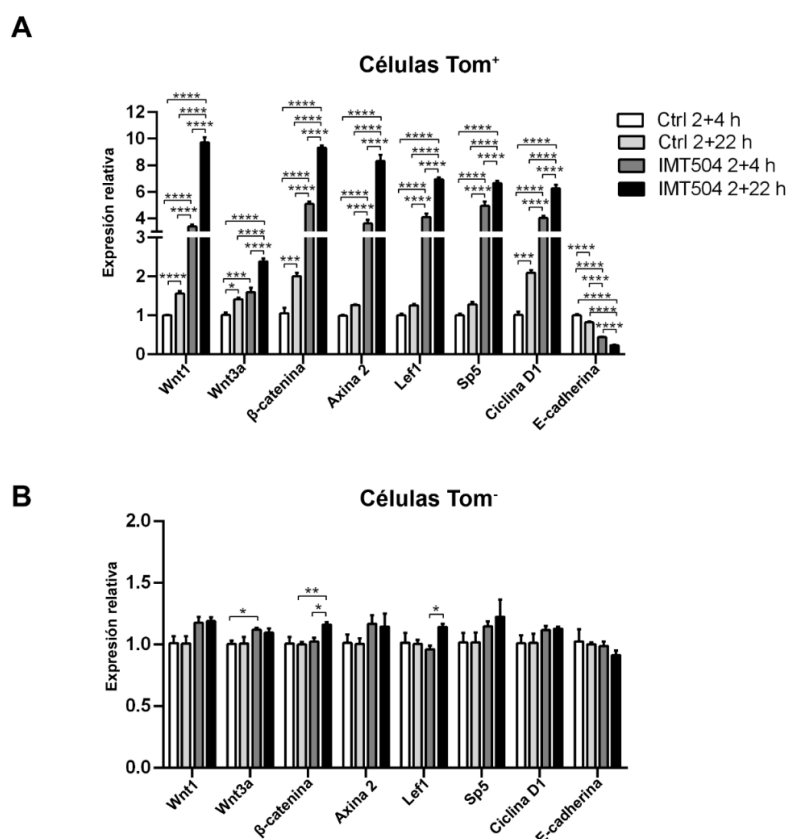 A
Células Tom⁺
Expresión relativa
12
10
8
6
4
3
2
1
0
**** **** **** **** **** **** ****
**** **** *** * **** **** ****
**** **** **** **** **** ***
**** **** **** **** ****
**** **** **** **** ****
**** **** **** **** ****
**** **** **** **** *** ****
**** **** **** **** **** ****
Wnt1
Wnt3a
β-catenina
Axina 2
Lef1
Sp5
Ciclina D1
E-cadherina
Ctrl 2+4 h
Ctrl 2+22 h
IMT504 2+4 h
IMT504 2+22 h
B
Células Tom⁻
Expresión relativa
2.0
1.5
1.0
0.5
0.0
*
**
*
*
Wnt1
Wnt3a
β-catenina
Axina 2
Lef1
Sp5
Ciclina D1
E-cadherina